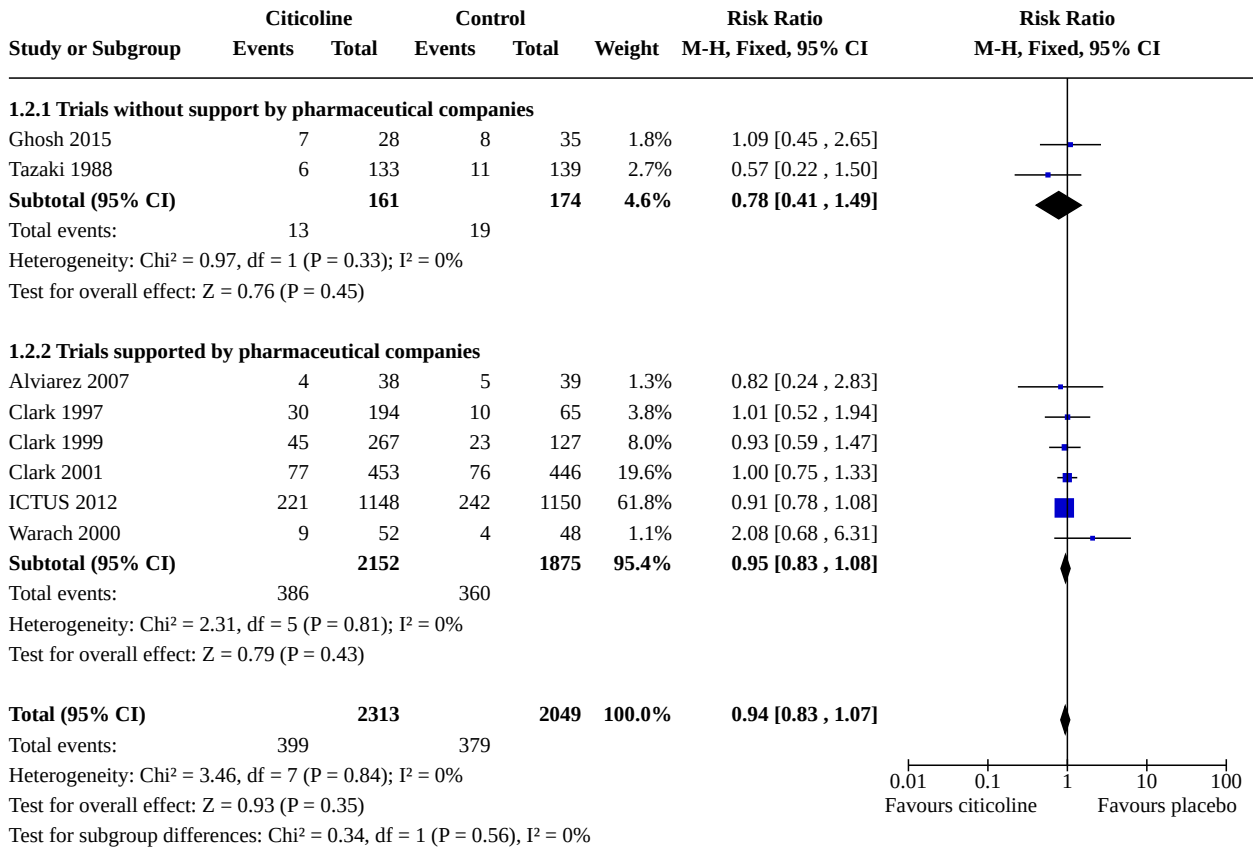 Citicoline Control Risk Ratio Risk Ratio
Study or Subgroup Events Total Events Total Weight M-H, Fixed, 95% CI M-H, Fixed, 95% CI
1.2.1 Trials without support by pharmaceutical companies
Ghosh 2015 7 28 8 35 1.8% 1.09 [0.45 , 2.65]
Tazaki 1988 6 133 11 139 2.7% 0.57 [0.22 , 1.50]
Subtotal (95% CI) 161 174 4.6% 0.78 [0.41 , 1.49]
Total events: 13 19
Heterogeneity: Chi² = 0.97, df = 1 (P = 0.33); I² = 0%
Test for overall effect: Z = 0.76 (P = 0.45)
1.2.2 Trials supported by pharmaceutical companies
Alviarez 2007 4 38 5 39 1.3% 0.82 [0.24 , 2.83]
Clark 1997 30 194 10 65 3.8% 1.01 [0.52 , 1.94]
Clark 1999 45 267 23 127 8.0% 0.93 [0.59 , 1.47]
Clark 2001 77 453 76 446 19.6% 1.00 [0.75 , 1.33]
ICTUS 2012 221 1148 242 1150 61.8% 0.91 [0.78 , 1.08]
Warach 2000 9 52 4 48 1.1% 2.08 [0.68 , 6.31]
Subtotal (95% CI) 2152 1875 95.4% 0.95 [0.83 , 1.08]
Total events: 386 360
Heterogeneity: Chi² = 2.31, df = 5 (P = 0.81); I² = 0%
Test for overall effect: Z = 0.79 (P = 0.43)
Total (95% CI) 2313 2049 100.0% 0.94 [0.83 , 1.07]
Total events: 399 379
Heterogeneity: Chi² = 3.46, df = 7 (P = 0.84); I² = 0%
Test for overall effect: Z = 0.93 (P = 0.35)
Test for subgroup differences: Chi² = 0.34, df = 1 (P = 0.56), I² = 0%
0.01 0.1 1 10 100
Favours citicoline Favours placebo